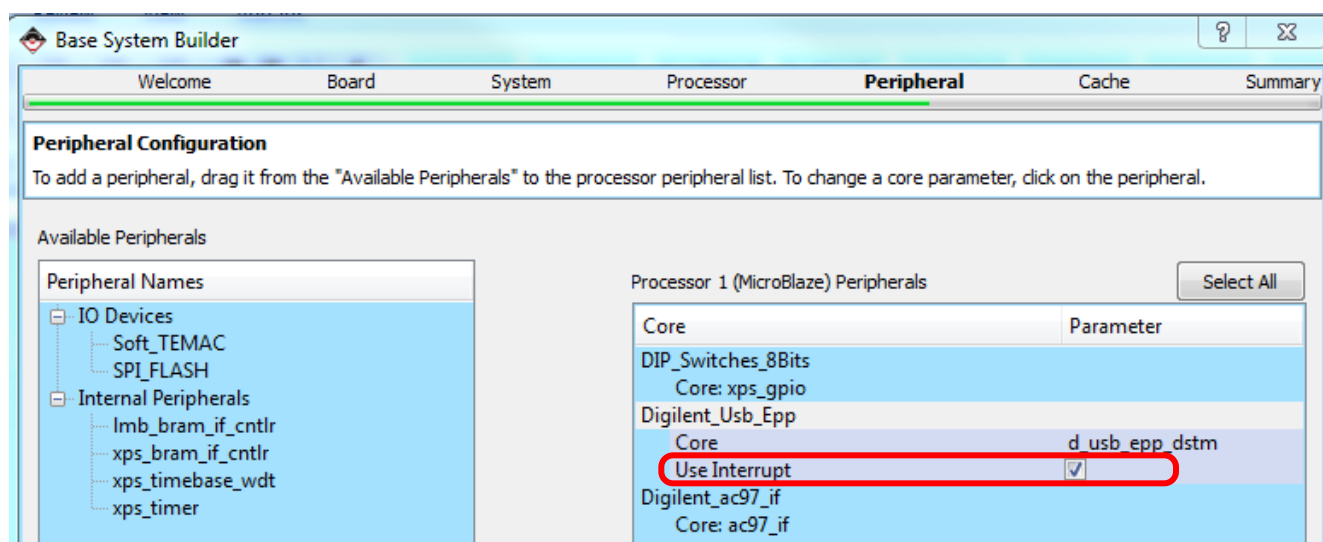 Base System Builder
Welcome Board System Processor Peripheral Cache Summary
Peripheral Configuration
To add a peripheral, drag it from the "Available Peripherals" to the processor peripheral list. To change a core parameter, click on the peripheral.
Available Peripherals
Peripheral Names
IO Devices
Soft_TEMAC
SPI_FLASH
Internal Peripherals
lmb_bram_if_cntlr
xps_bram_if_cntlr
xps_timebase_wdt
xps_timer
Processor 1 (MicroBlaze) Peripherals Select All
Core Parameter
DIP_Switches_8Bits
Core: xps_gpio
Digilent_Usb_Epp
Core d_usb_epp_dstm
Use Interrupt
Digilent_ac97_if
Core: ac97_if